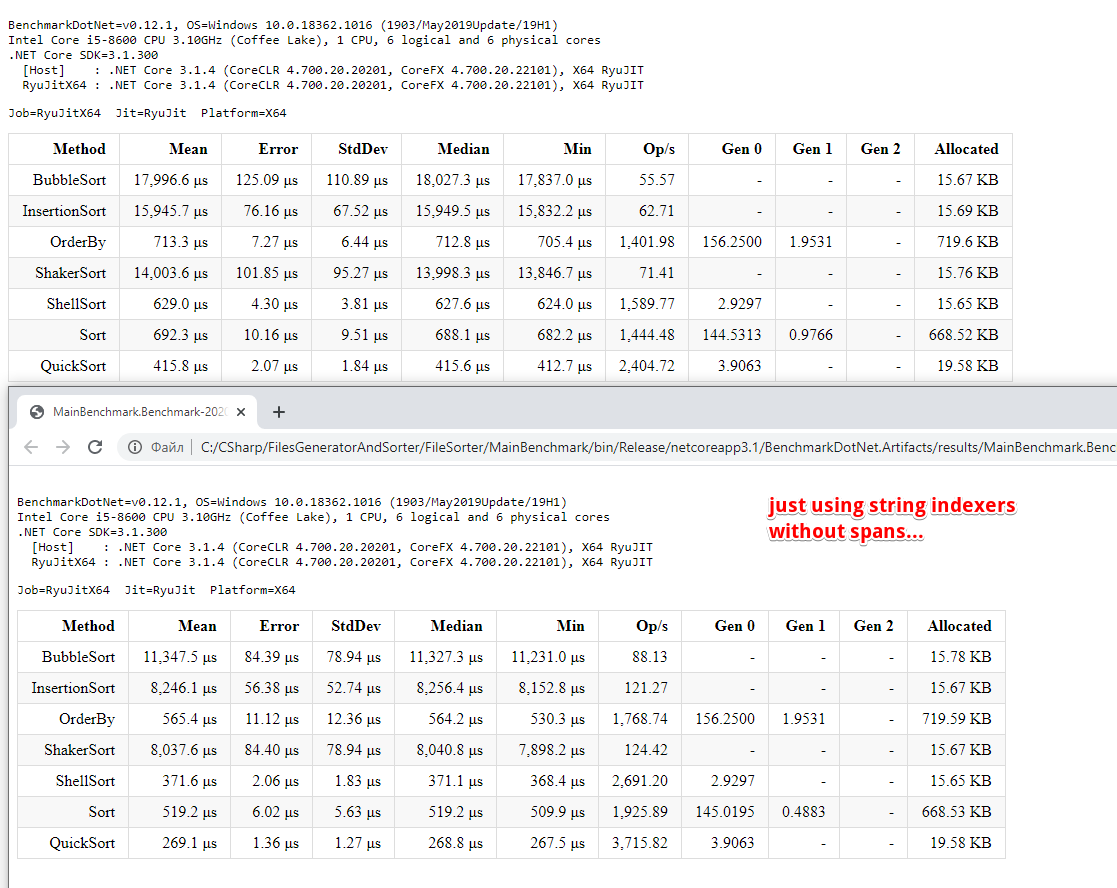 BenchmarkDotNet=v0.12.1, OS=Windows 10.0.18362.1016 (1903/May2019Update/19H1)
Intel Core i5-8600 CPU 3.10GHz (Coffee Lake), 1 CPU, 6 logical and 6 physical cores
.NET Core SDK=3.1.300
[Host]     : .NET Core 3.1.4 (CoreCLR 4.700.20.20201, CoreFX 4.700.20.22101), X64 RyuJIT
RyuJitX64 : .NET Core 3.1.4 (CoreCLR 4.700.20.20201, CoreFX 4.700.20.22101), X64 RyuJIT
Job=RyuJitX64  Jit=RyuJit  Platform=X64
Method Mean Error StdDev Median Min Op/s Gen 0 Gen 1 Gen 2 Allocated
BubbleSort 17,996.6 μs 125.09 μs 110.89 μs 18,027.3 μs 17,837.0 μs 55.57 - - - 15.67 KB
InsertionSort 15,945.7 μs 76.16 μs 67.52 μs 15,949.5 μs 15,832.2 μs 62.71 - - - 15.69 KB
OrderBy 713.3 μs 7.27 μs 6.44 μs 712.8 μs 705.4 μs 1,401.98 156.2500 1.9531 - 719.6 KB
ShakerSort 14,003.6 μs 101.85 μs 95.27 μs 13,998.3 μs 13,846.7 μs 71.41 - - - 15.76 KB
ShellSort 629.0 μs 4.30 μs 3.81 μs 627.6 μs 624.0 μs 1,589.77 2.9297 - - 15.65 KB
Sort 692.3 μs 10.16 μs 9.51 μs 688.1 μs 682.2 μs 1,444.48 144.5313 0.9766 - 668.52 KB
QuickSort 415.8 μs 2.07 μs 1.84 μs 415.6 μs 412.7 μs 2,404.72 3.9063 - - 19.58 KB
MainBenchmark.Benchmark-202
Файл C:/CSharp/FilesGeneratorAndSorter/FileSorter/MainBenchmark/bin/Release/netcoreapp3.1/BenchmarkDotNet.Artifacts/results/MainBenchmark.Benc
BenchmarkDotNet=v0.12.1, OS=Windows 10.0.18362.1016 (1903/May2019Update/19H1)
Intel Core i5-8600 CPU 3.10GHz (Coffee Lake), 1 CPU, 6 logical and 6 physical cores
.NET Core SDK=3.1.300
[Host]     : .NET Core 3.1.4 (CoreCLR 4.700.20.20201, CoreFX 4.700.20.22101), X64 RyuJIT
RyuJitX64 : .NET Core 3.1.4 (CoreCLR 4.700.20.20201, CoreFX 4.700.20.22101), X64 RyuJIT
just using string indexers
without spans...
Job=RyuJitX64  Jit=RyuJit  Platform=X64
Method Mean Error StdDev Median Min Op/s Gen 0 Gen 1 Gen 2 Allocated
BubbleSort 11,347.5 μs 84.39 μs 78.94 μs 11,327.3 μs 11,231.0 μs 88.13 - - - 15.78 KB
InsertionSort 8,246.1 μs 56.38 μs 52.74 μs 8,256.4 μs 8,152.8 μs 121.27 - - - 15.67 KB
OrderBy 565.4 μs 11.12 μs 12.36 μs 564.2 μs 530.3 μs 1,768.74 156.2500 1.9531 - 719.59 KB
ShakerSort 8,037.6 μs 84.40 μs 78.94 μs 8,040.8 μs 7,898.2 μs 124.42 - - - 15.67 KB
ShellSort 371.6 μs 2.06 μs 1.83 μs 371.1 μs 368.4 μs 2,691.20 2.9297 - - 15.65 KB
Sort 519.2 μs 6.02 μs 5.63 μs 519.2 μs 509.9 μs 1,925.89 145.0195 0.4883 - 668.53 KB
QuickSort 269.1 μs 1.36 μs 1.27 μs 268.8 μs 267.5 μs 3,715.82 3.9063 - - 19.58 KB